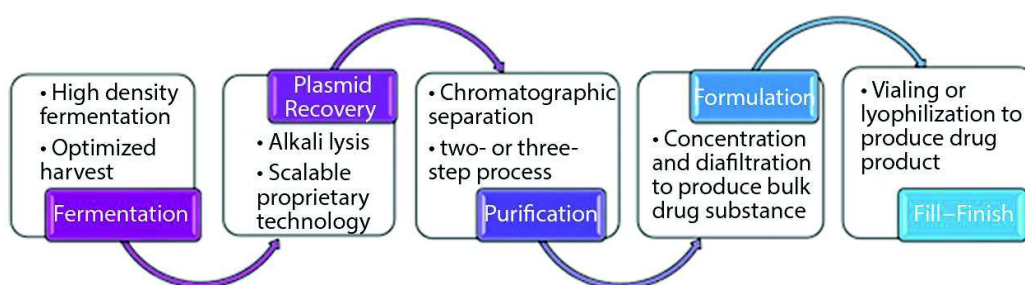 • High density
fermentation
• Optimized
harvest
Fermentation
Plasmid
Recovery
• Alkali lysis
• Scalable
proprietary
technology
• Chromatographic
separation
• two- or three-
step process
Purification
Formulation
• Concentration
and diafiltration
to produce bulk
drug substance
• Vialing or
lyophilization to
produce drug
product
Fill–Finish